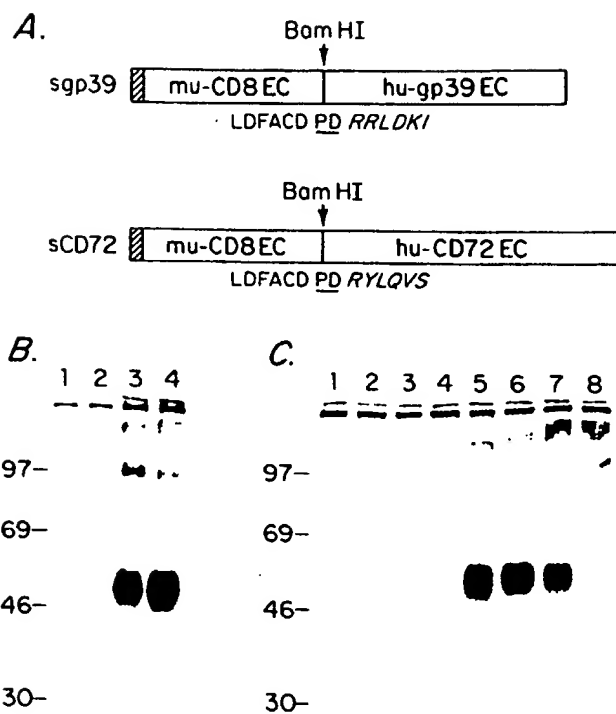 A.
Bam HI
sgp39 mu-CD8 EC hu-gp39 EC
LDFACD PD RRLDKI
Bam HI
sCD72 mu-CD8 EC hu-CD72 EC
LDFACD PD RYLQVS
B.
1 2 3 4
97-
69-
46-
30-
C.
1 2 3 4 5 6 7 8
97-
69-
46-
30-